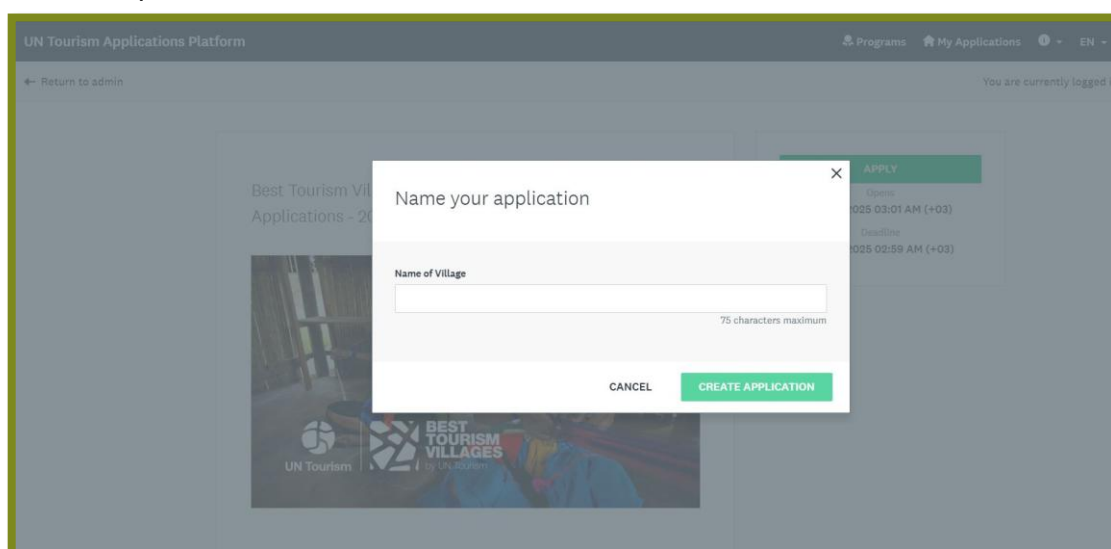 UN Tourism Applications Platform
Programs My Applications EN
Return to admin
You are currently logged
Best Tourism Vil
Applications - 20
APPLY
Opens
025 03:01 AM (+03)
Deadline
025 02:59 AM (+03)
Name your application
Name of Village
75 characters maximum
CANCEL CREATE APPLICATION
UN Tourism
BEST
TOURISM
VILLAGES
by UN Tourism